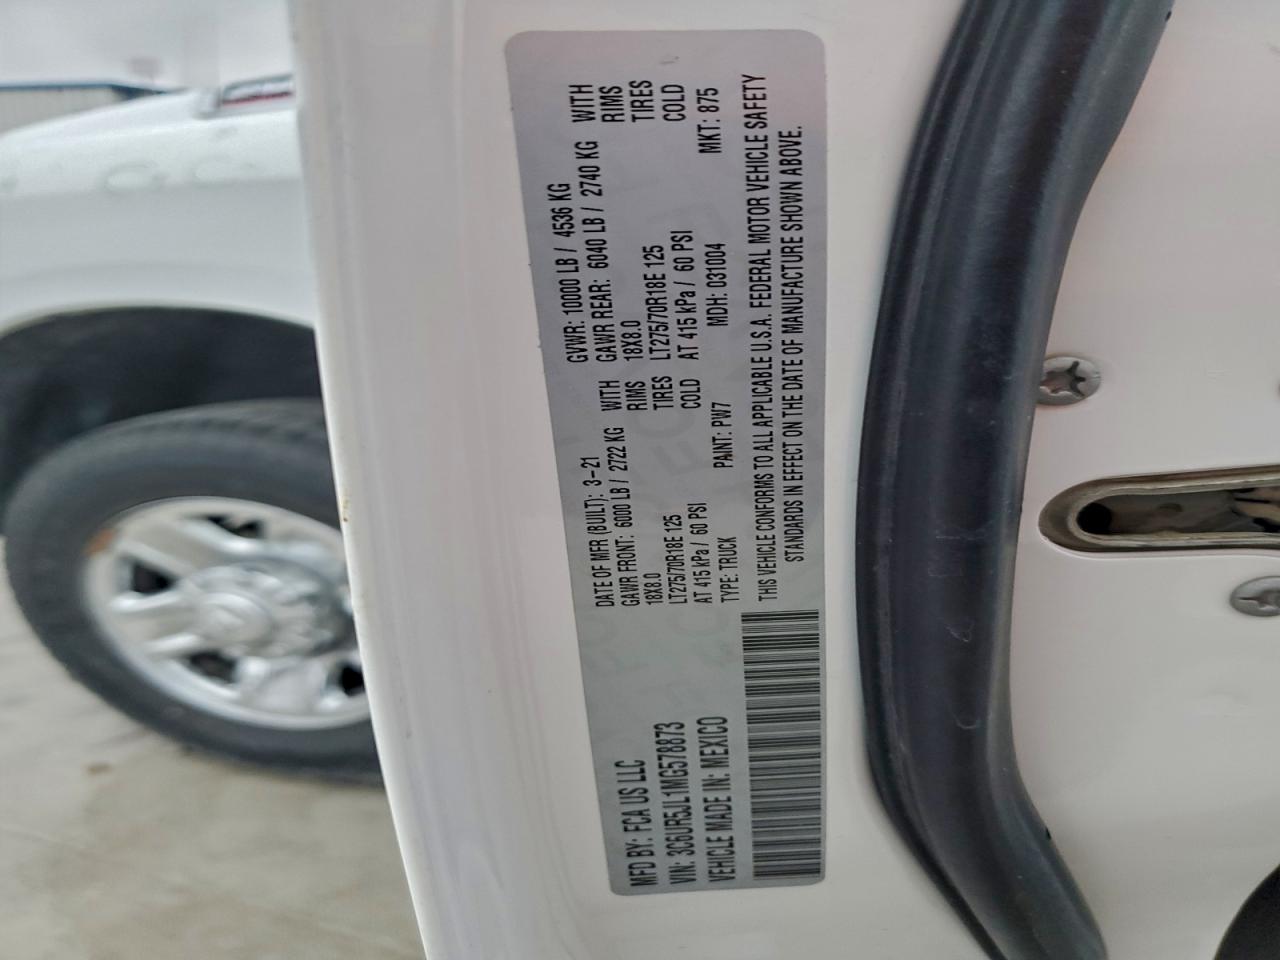 MFD BY: FCA US LLC
DATE OF MFR (BUILT): 3-21
GVWR: 10000 LB / 4536 KG
GAWR FRONT: 6000 LB / 2722 KG WITH
GAWR REAR: 6040 LB / 2740 KG WITH
18X8.0 RIMS
18X8.0 RIMS
LT275/70R18E 125 TIRES
LT275/70R18E 125 TIRES
AT 415 kPa / 60 PSI COLD
AT 415 kPa / 60 PSI COLD
VIN: 3C6UR5JL1MG578873
TYPE: TRUCK
PAINT: PW7
MDH: 031004
MKT: 875
VEHICLE MADE IN: MEXICO
THIS VEHICLE CONFORMS TO ALL APPLICABLE U.S.A. FEDERAL MOTOR VEHICLE SAFETY
STANDARDS IN EFFECT ON THE DATE OF MANUFACTURE SHOWN ABOVE.